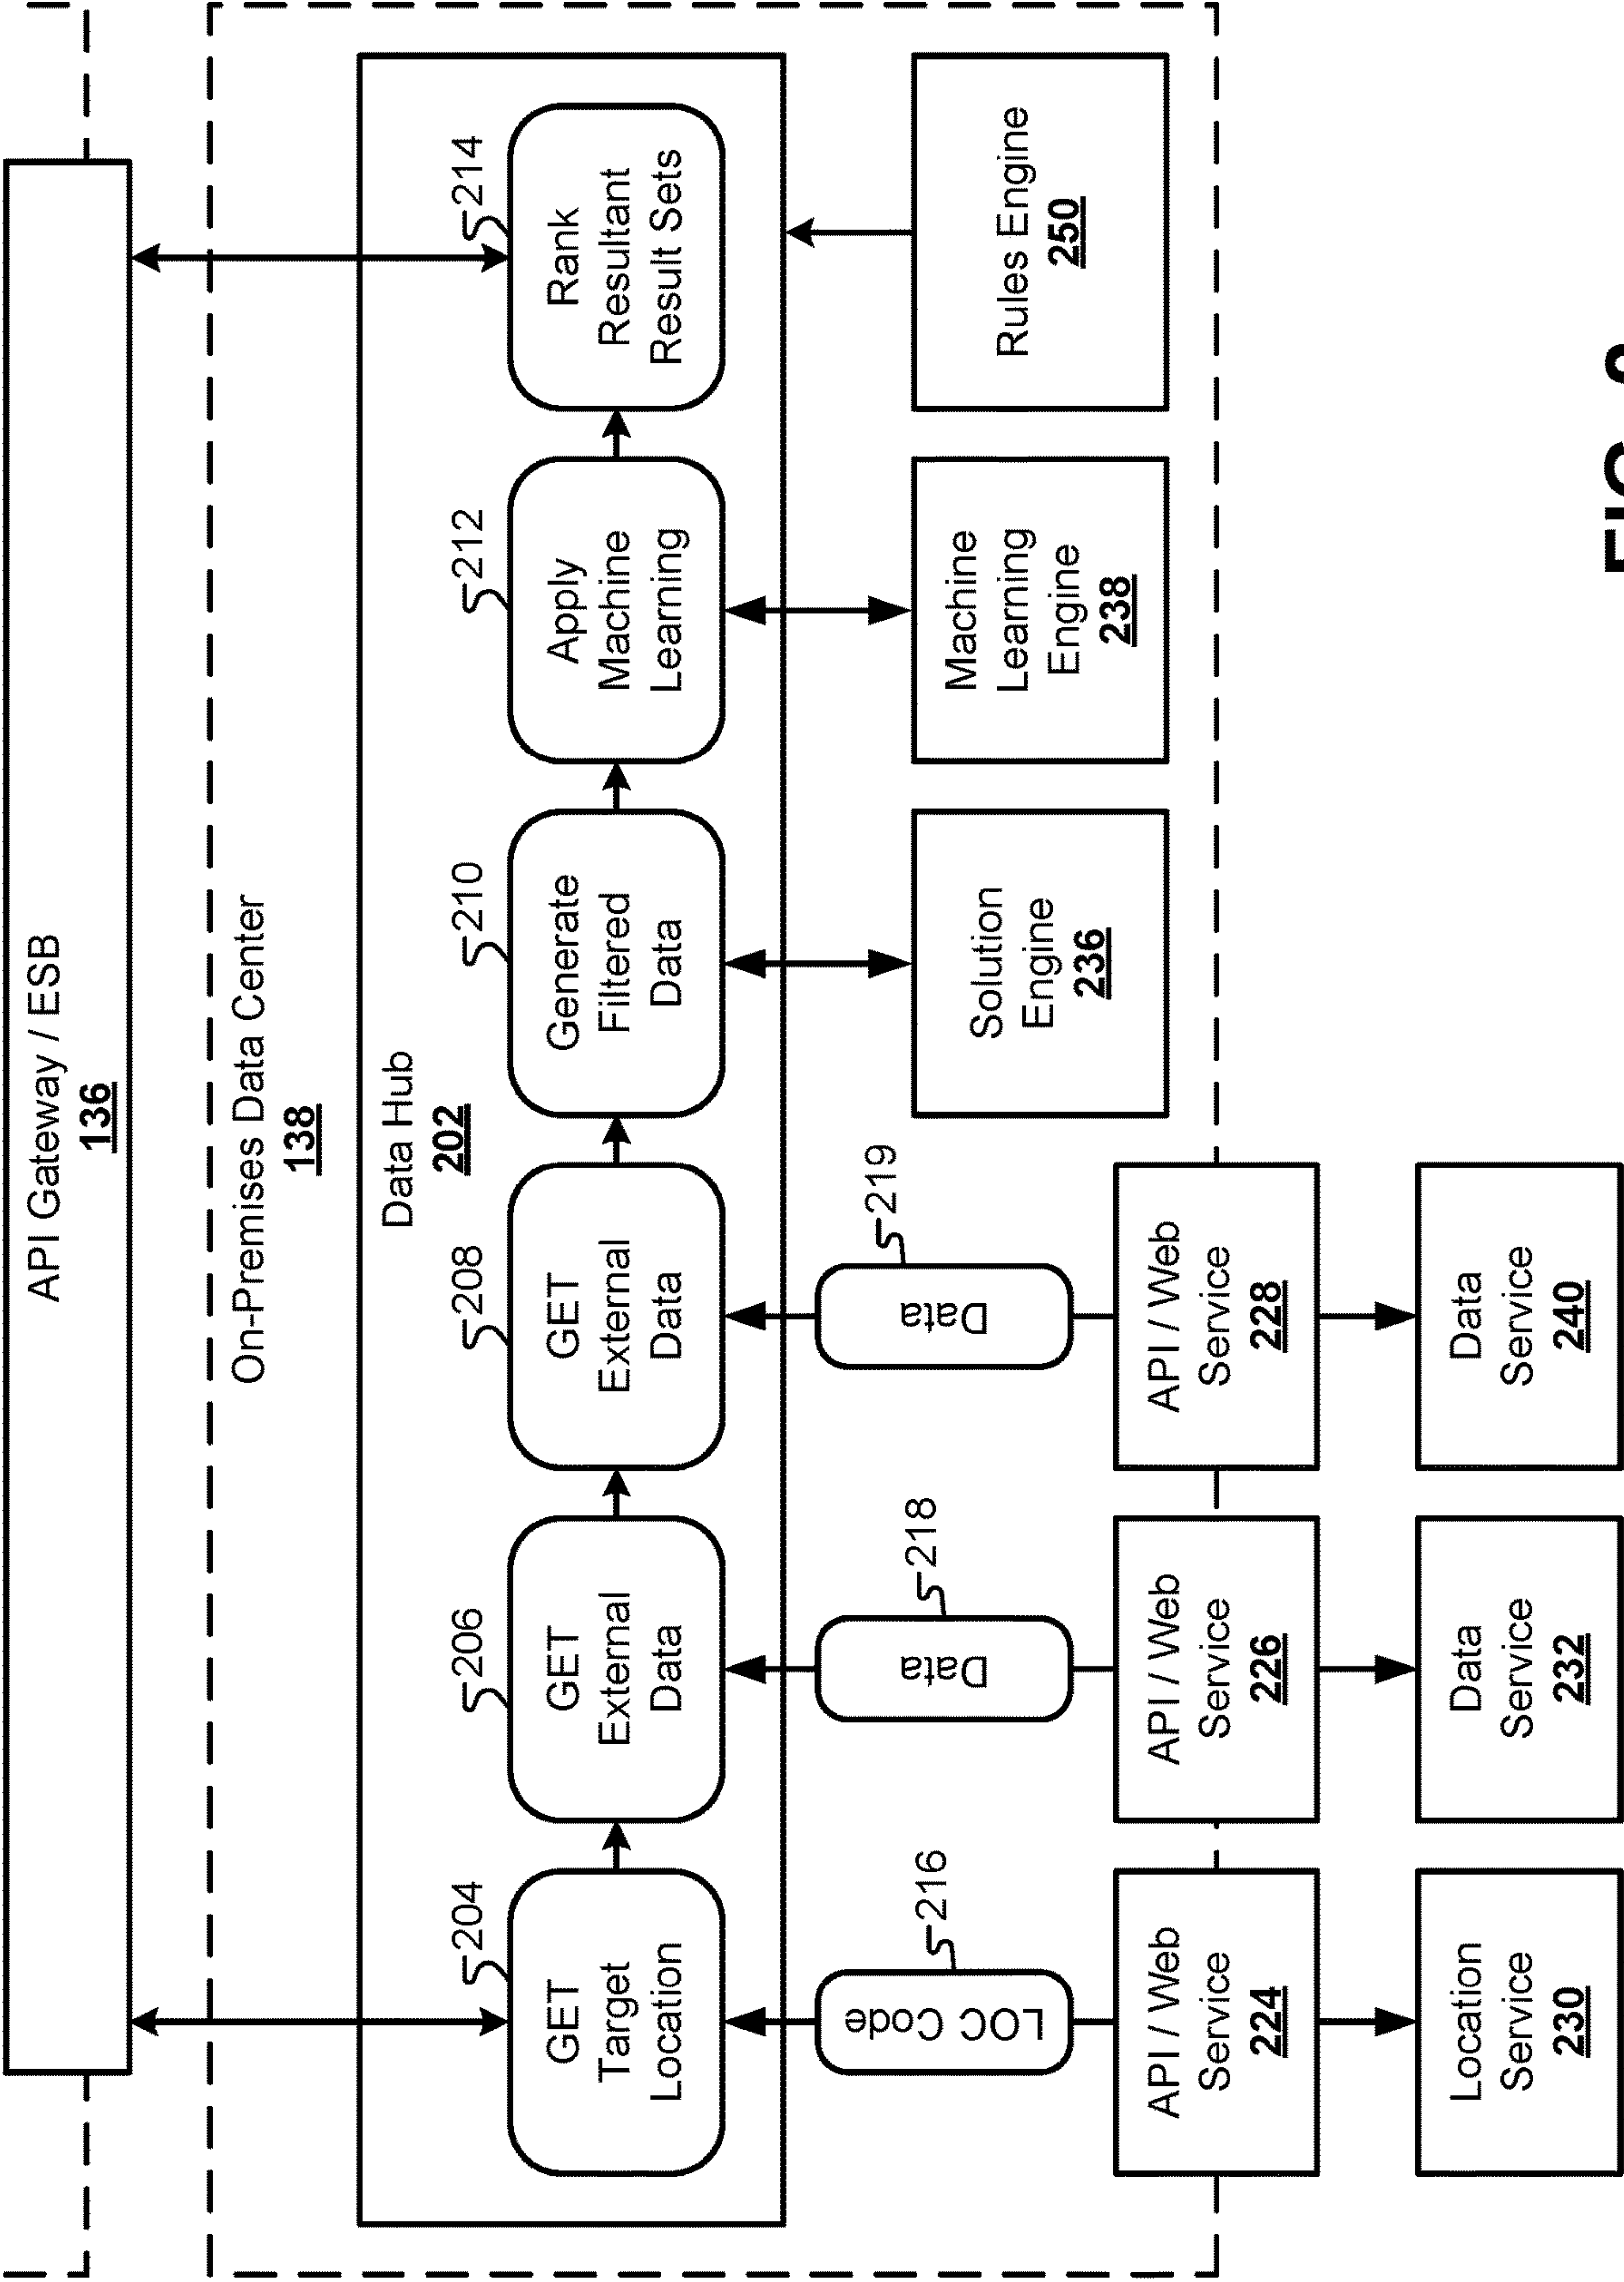 API Gateway / ESB
136
On-Premises Data Center
138
Data Hub
202
204
GET
Target
Location
206
GET
External
Data
208
GET
External
Data
210
Generate
Filtered
Data
212
Apply
Machine
Learning
214
Rank
Resultant
Result Sets
LOC Code
216
Data
218
Data
219
Solution
Engine
236
Machine
Learning
Engine
238
Rules Engine
250
API / Web
Service
224
API / Web
Service
226
API / Web
Service
228
Location
Service
230
Data
Service
232
Data
Service
240